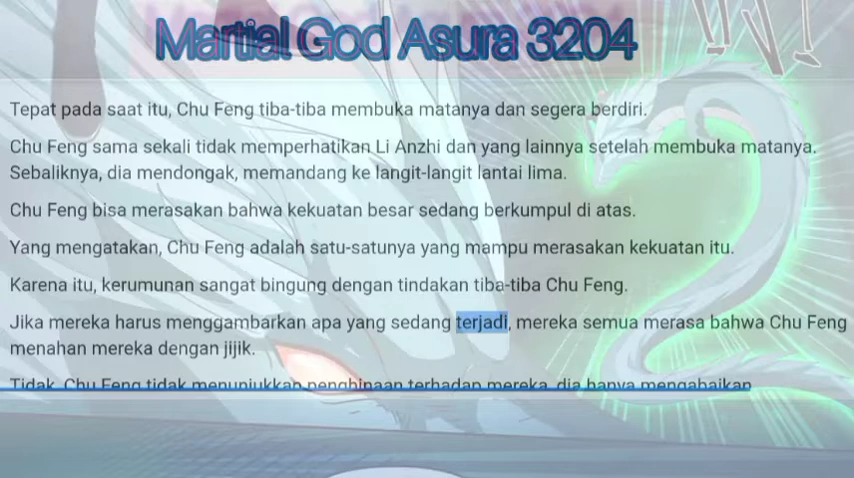 Martial God Asura 3204
Tepat pada saat itu, Chu Feng tiba-tiba membuka matanya dan segera berdiri.
Chu Feng sama sekali tidak memperhatikan Li Anzhi dan yang lainnya setelah membuka matanya.
Sebaliknya, dia mendongak, memandang ke langit-langit lantai lima.
Chu Feng bisa merasakan bahwa kekuatan besar sedang berkumpul di atas.
Yang mengatakan, Chu Feng adalah satu-satunya yang mampu merasakan kekuatan itu.
Karena itu, kerumunan sangat bingung dengan tindakan tiba-tiba Chu Feng.
Jika mereka harus menggambarkan apa yang sedang terjadi, mereka semua merasa bahwa Chu Feng
menahan mereka dengan jijik.
Tidak, Chu Feng tidak menunjukkan penghinaan terhadap mereka, dia hanya mengabaikan